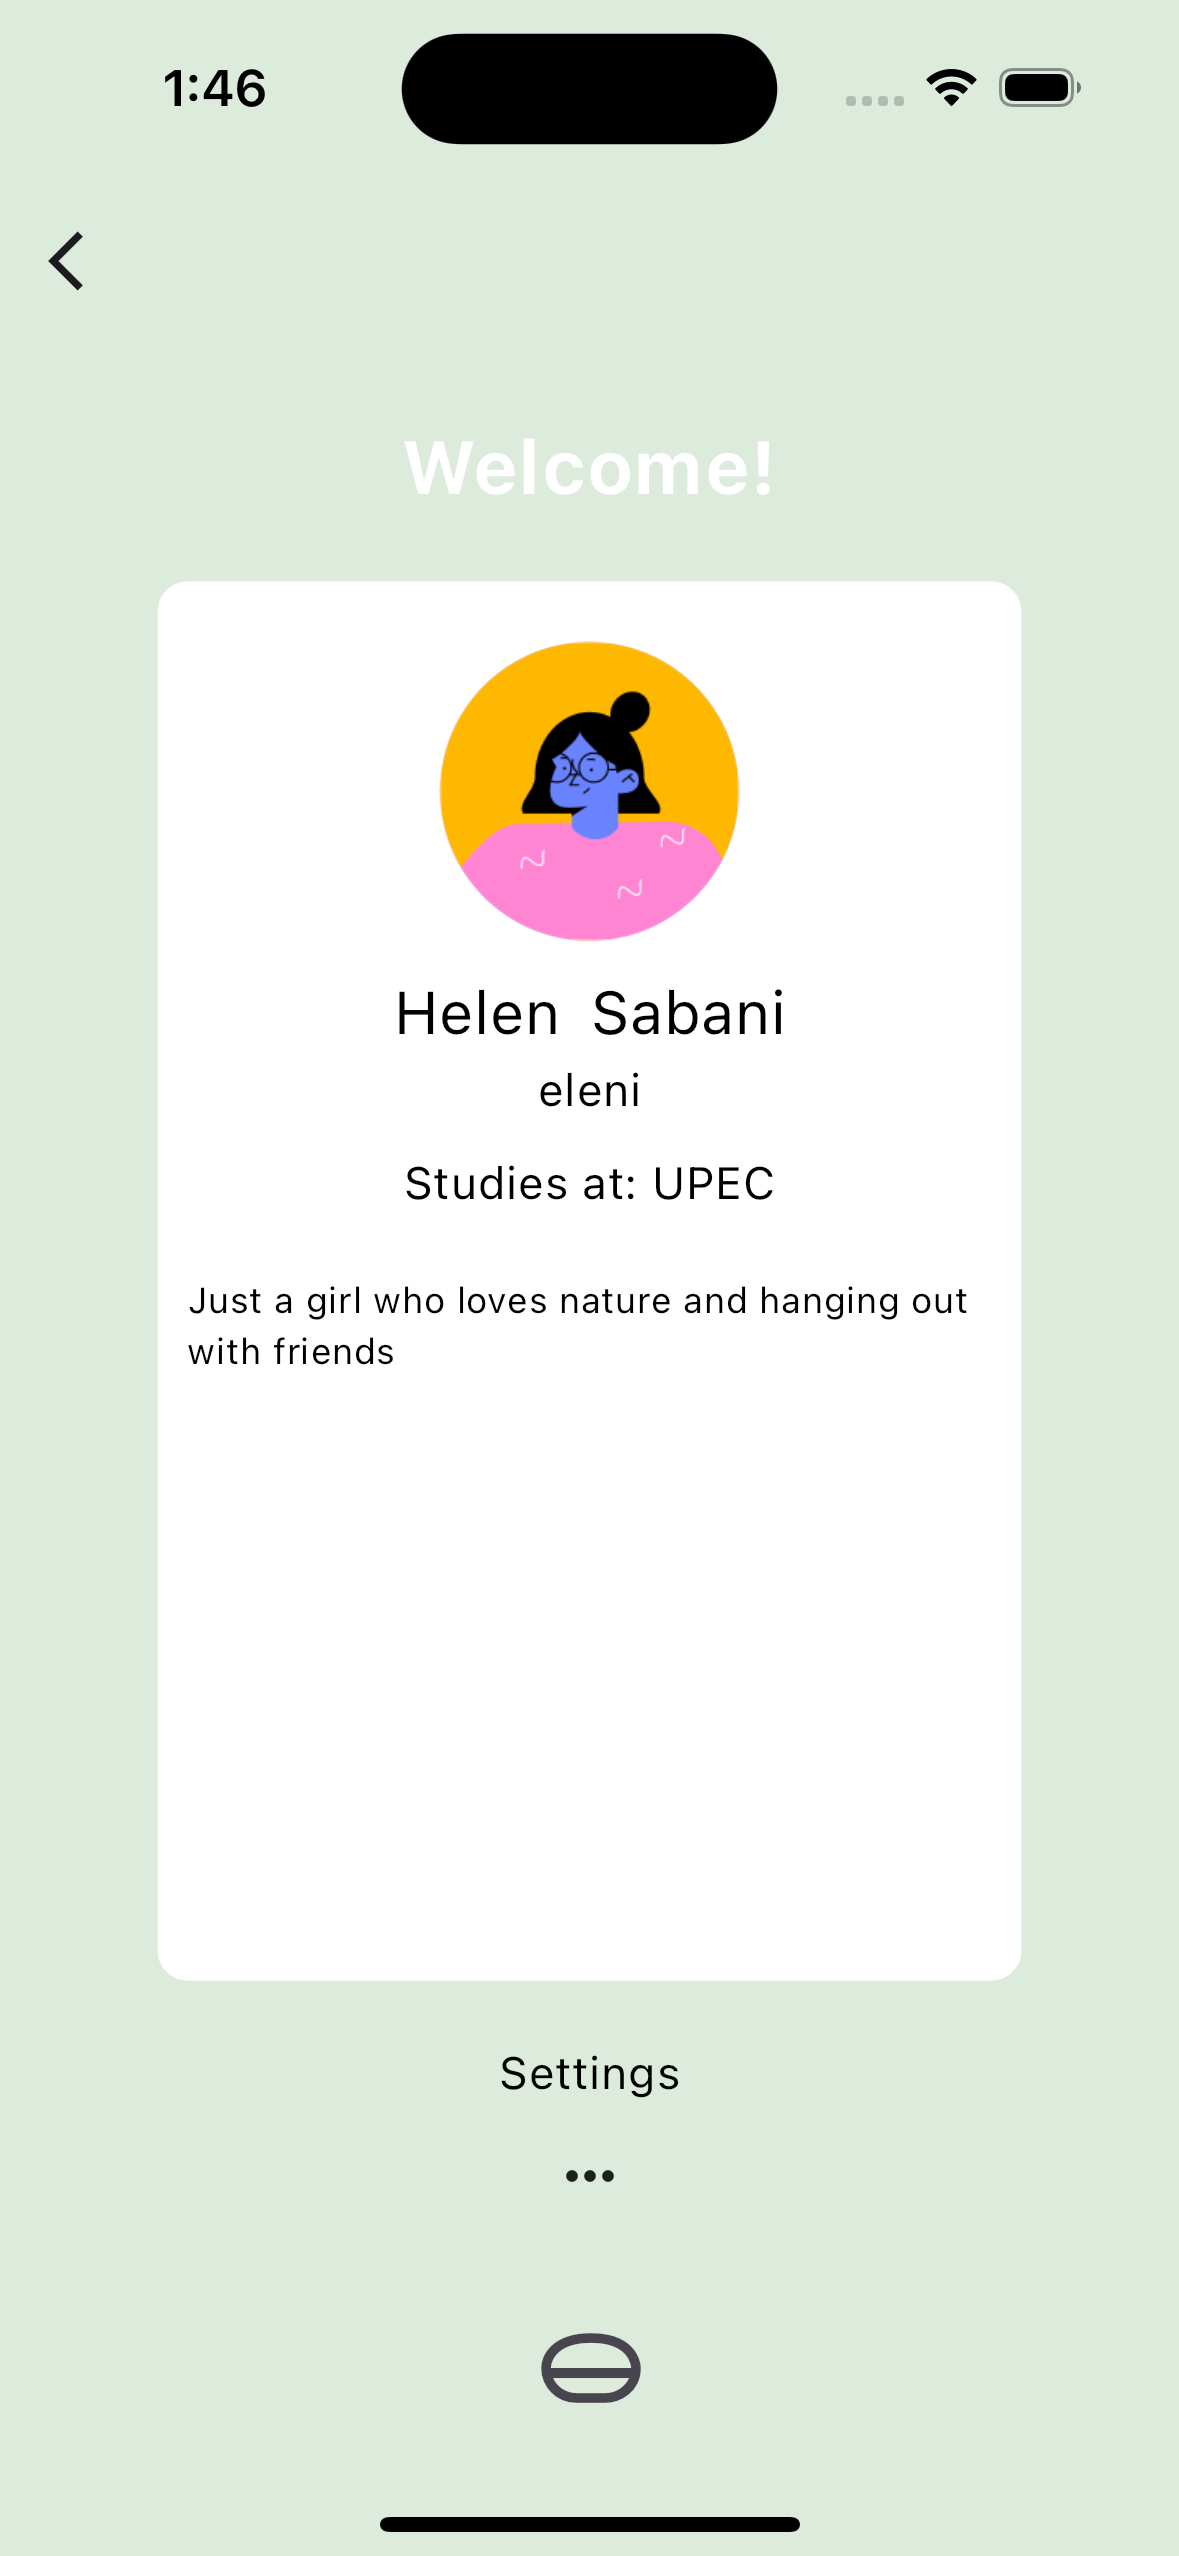 1:46
Welcome!
Helen Sabani
eleni
Studies at: UPEC
Just a girl who loves nature and hanging out
with friends
Settings